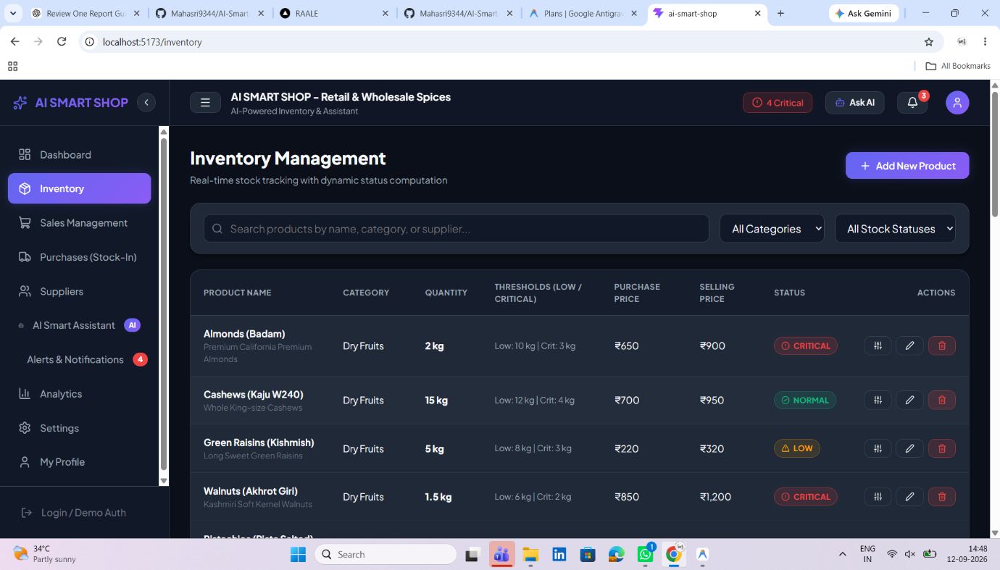 Review One Report Gu
Mahasri9344/AI-Smart
RAALE
Mahasri9344/AI-Smart
Plans | Google Antigrav
ai-smart-shop
Ask Gemini
localhost:5173/inventory
All Bookmarks
AI SMART SHOP
AI SMART SHOP - Retail & Wholesale Spices
AI-Powered Inventory & Assistant
4 Critical
Ask AI
3
Dashboard
Inventory
Sales Management
Purchases (Stock-In)
Suppliers
AI Smart Assistant AI
Alerts & Notifications 4
Analytics
Settings
My Profile
Login / Demo Auth
Inventory Management
Real-time stock tracking with dynamic status computation
+ Add New Product
Search products by name, category, or supplier...
All Categories
All Stock Statuses
PRODUCT NAME CATEGORY QUANTITY THRESHOLDS (LOW / CRITICAL) PURCHASE PRICE SELLING PRICE STATUS ACTIONS
Almonds (Badam)
Premium California Premium
Almonds
Dry Fruits 2 kg Low: 10 kg | Crit: 3 kg ₹650 ₹900 CRITICAL
Cashews (Kaju W240)
Whole King-size Cashews
Dry Fruits 15 kg Low: 12 kg | Crit: 4 kg ₹700 ₹950 NORMAL
Green Raisins (Kishmish)
Long Sweet Green Raisins
Dry Fruits 5 kg Low: 8 kg | Crit: 3 kg ₹220 ₹320 LOW
Walnuts (Akhrot Giri)
Kashmiri Soft Kernel Walnuts
Dry Fruits 1.5 kg Low: 6 kg | Crit: 2 kg ₹850 ₹1,200 CRITICAL
34°C
Partly sunny
Search
1
ENG
IN
14:48
12-09-2026